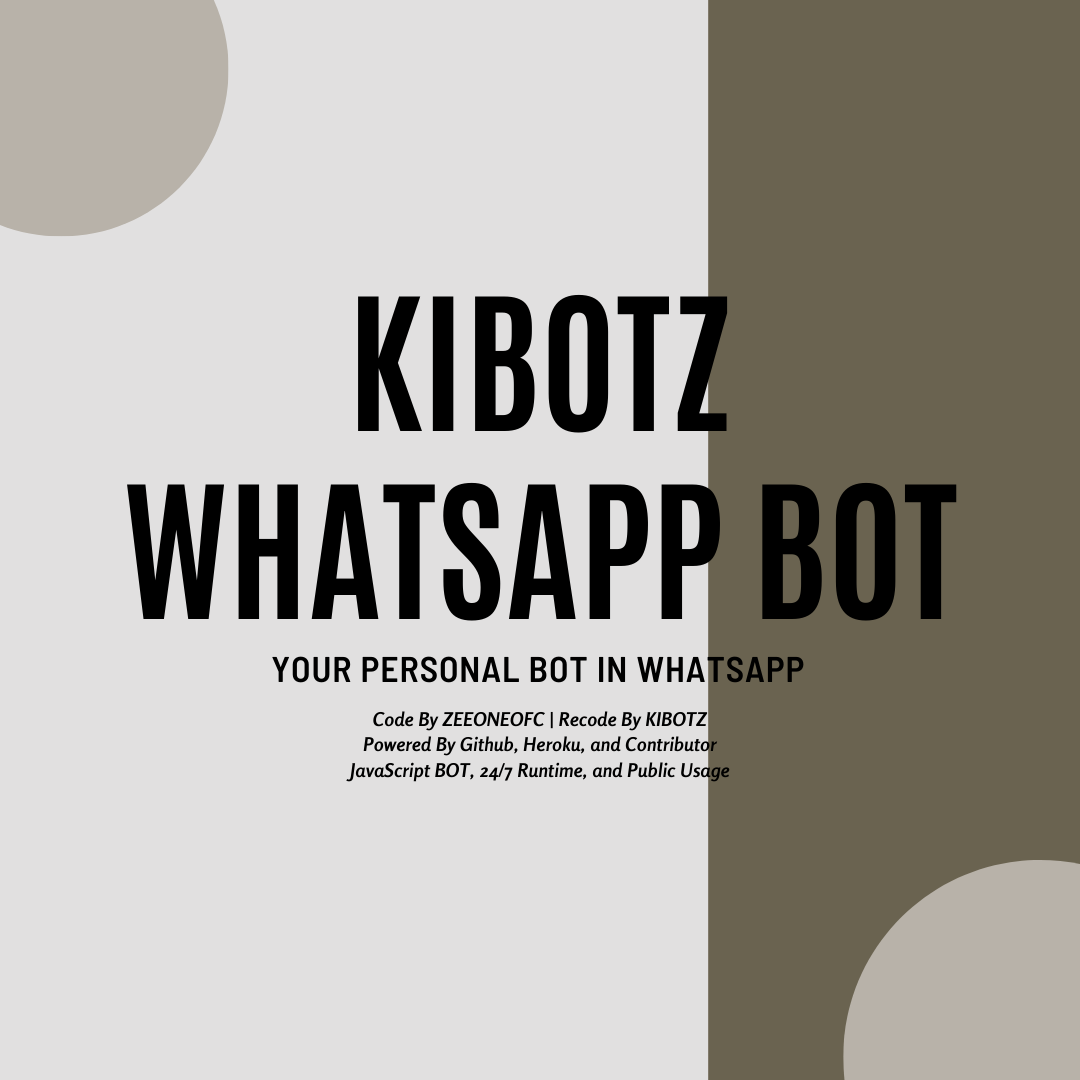 KIBOTZ
WHATSAPP BOT
YOUR PERSONAL BOT IN WHATSAPP
Code By ZEEONEOFC | Recode By KIBOTZ
Powered By Github, Heroku, and Contributor
JavaScript BOT, 24/7 Runtime, and Public Usage